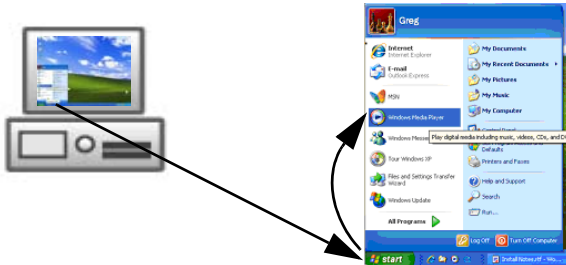 Greg
Internet
Internet Explorer
E-mail
Outlook Express
MSN
Windows Media Player
Windows Messe
Tour Windows XP
Files and Settings Transfer
Wizard
Windows Update
All Programs
My Documents
My Recent Documents
My Pictures
My Music
My Computer
Control Panel
Play digital media including music, videos, CDs, and D
Defaults
Printers and Faxes
Help and Support
Search
Run...
Log Off
Turn Off Computer
start
InstallNotes.rtf - Wo...